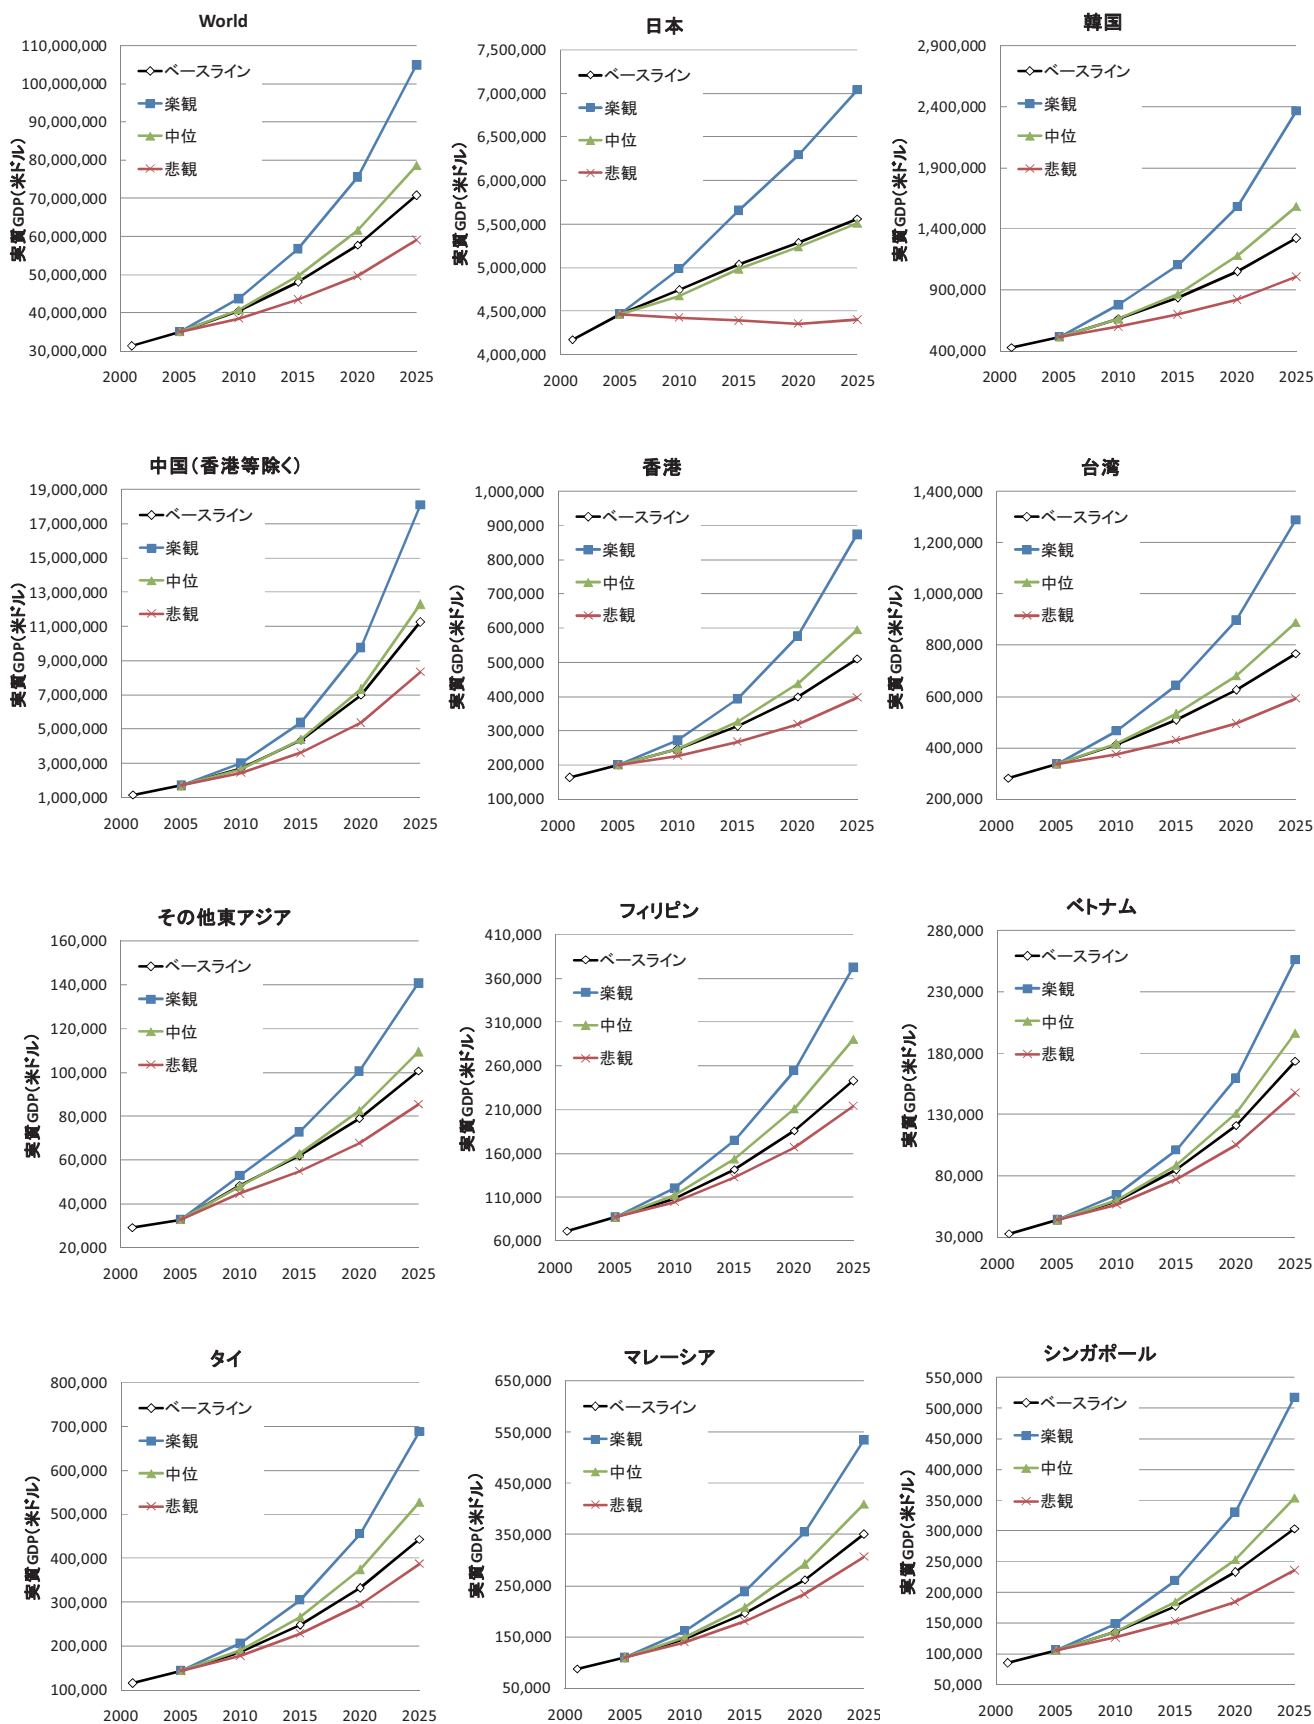 World
110,000,000
100,000,000
90,000,000
80,000,000
70,000,000
60,000,000
50,000,000
40,000,000
30,000,000
2000 2005 2010 2015 2020 2025
実質GDP(米ドル)
ベースライン
楽観
中位
悲観
日本
7,500,000
7,000,000
6,500,000
6,000,000
5,500,000
5,000,000
4,500,000
4,000,000
2000 2005 2010 2015 2020 2025
実質GDP(米ドル)
ベースライン
楽観
中位
悲観
韓国
2,900,000
2,400,000
1,900,000
1,400,000
900,000
400,000
2000 2005 2010 2015 2020 2025
実質GDP(米ドル)
ベースライン
楽観
中位
悲観
中国(香港等除く)
19,000,000
17,000,000
15,000,000
13,000,000
11,000,000
9,000,000
7,000,000
5,000,000
3,000,000
1,000,000
2000 2005 2010 2015 2020 2025
実質GDP(米ドル)
ベースライン
楽観
中位
悲観
香港
1,000,000
900,000
800,000
700,000
600,000
500,000
400,000
300,000
200,000
100,000
2000 2005 2010 2015 2020 2025
実質GDP(米ドル)
ベースライン
楽観
中位
悲観
台湾
1,400,000
1,200,000
1,000,000
800,000
600,000
400,000
200,000
2000 2005 2010 2015 2020 2025
実質GDP(米ドル)
ベースライン
楽観
中位
悲観
その他東アジア
160,000
140,000
120,000
100,000
80,000
60,000
40,000
20,000
2000 2005 2010 2015 2020 2025
実質GDP(米ドル)
ベースライン
楽観
中位
悲観
フィリピン
410,000
360,000
310,000
260,000
210,000
160,000
110,000
60,000
2000 2005 2010 2015 2020 2025
実質GDP(米ドル)
ベースライン
楽観
中位
悲観
ベトナム
280,000
230,000
180,000
130,000
80,000
30,000
2000 2005 2010 2015 2020 2025
実質GDP(米ドル)
ベースライン
楽観
中位
悲観
タイ
800,000
700,000
600,000
500,000
400,000
300,000
200,000
100,000
2000 2005 2010 2015 2020 2025
実質GDP(米ドル)
ベースライン
楽観
中位
悲観
マレーシア
650,000
550,000
450,000
350,000
250,000
150,000
50,000
2000 2005 2010 2015 2020 2025
実質GDP(米ドル)
ベースライン
楽観
中位
悲観
シンガポール
550,000
500,000
450,000
400,000
350,000
300,000
250,000
200,000
150,000
100,000
50,000
2000 2005 2010 2015 2020 2025
実質GDP(米ドル)
ベースライン
楽観
中位
悲観